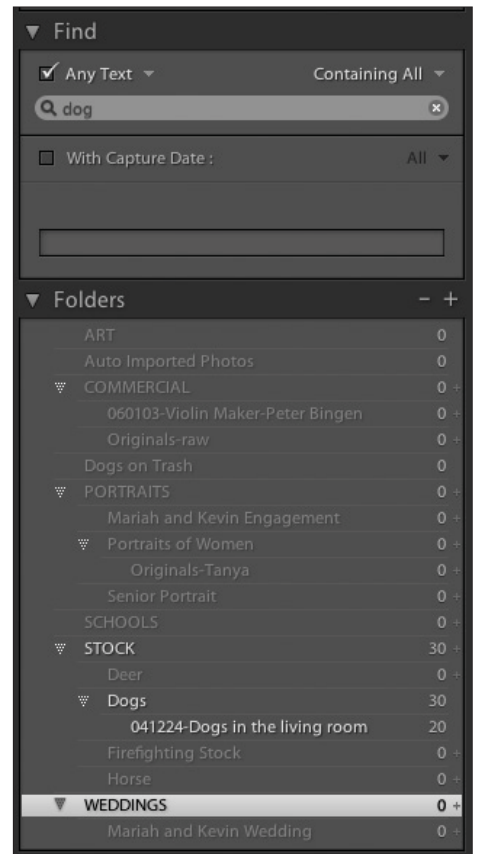 Find
Any Text Containing All
dog
With Capture Date : All
Folders - +
ART 0
Auto Imported Photos 0
COMMERCIAL 0 +
060103-Violin Maker-Peter Bingen 0 +
Originals-raw 0 +
Dogs on Trash 0
PORTRAITS 0 +
Mariah and Kevin Engagement 0 +
Portraits of Women 0 +
Originals-Tanya 0 +
Senior Portrait 0 +
SCHOOLS 0 +
STOCK 30 +
Deer 0 +
Dogs 30
041224-Dogs in the living room 20
Firefighting Stock 0 +
Horse 0 +
WEDDINGS 0 +
Mariah and Kevin Wedding 0 +